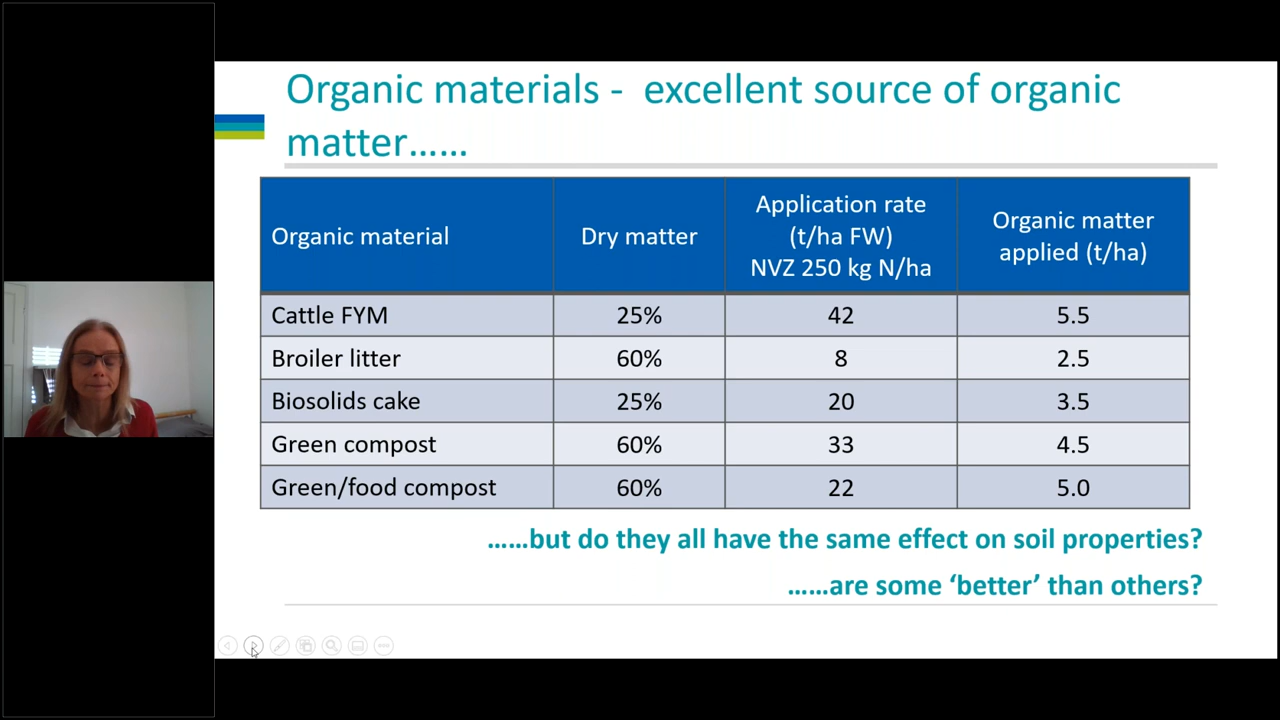 Organic materials -  excellent source of organic
matter……
Organic material
Dry matter
Application rate
(t/ha FW)
NVZ 250 kg N/ha
Organic matter
applied (t/ha)
Cattle FYM 25% 42 5.5
Broiler litter 60% 8 2.5
Biosolids cake 25% 20 3.5
Green compost 60% 33 4.5
Green/food compost 60% 22 5.0
……but do they all have the same effect on soil properties?
……are some ‘better’ than others?